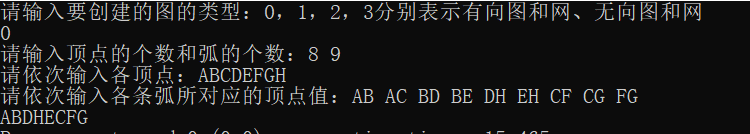 请输入要创建的图的类型：0，1，2，3分别表示有向图和网、无向图和网
0
请输入顶点的个数和弧的个数：8 9
请依次输入各顶点：ABCDEFGH
请依次输入各条弧所对应的顶点值：AB AC BD BE DH EH CF CG FG
ABDHECFG